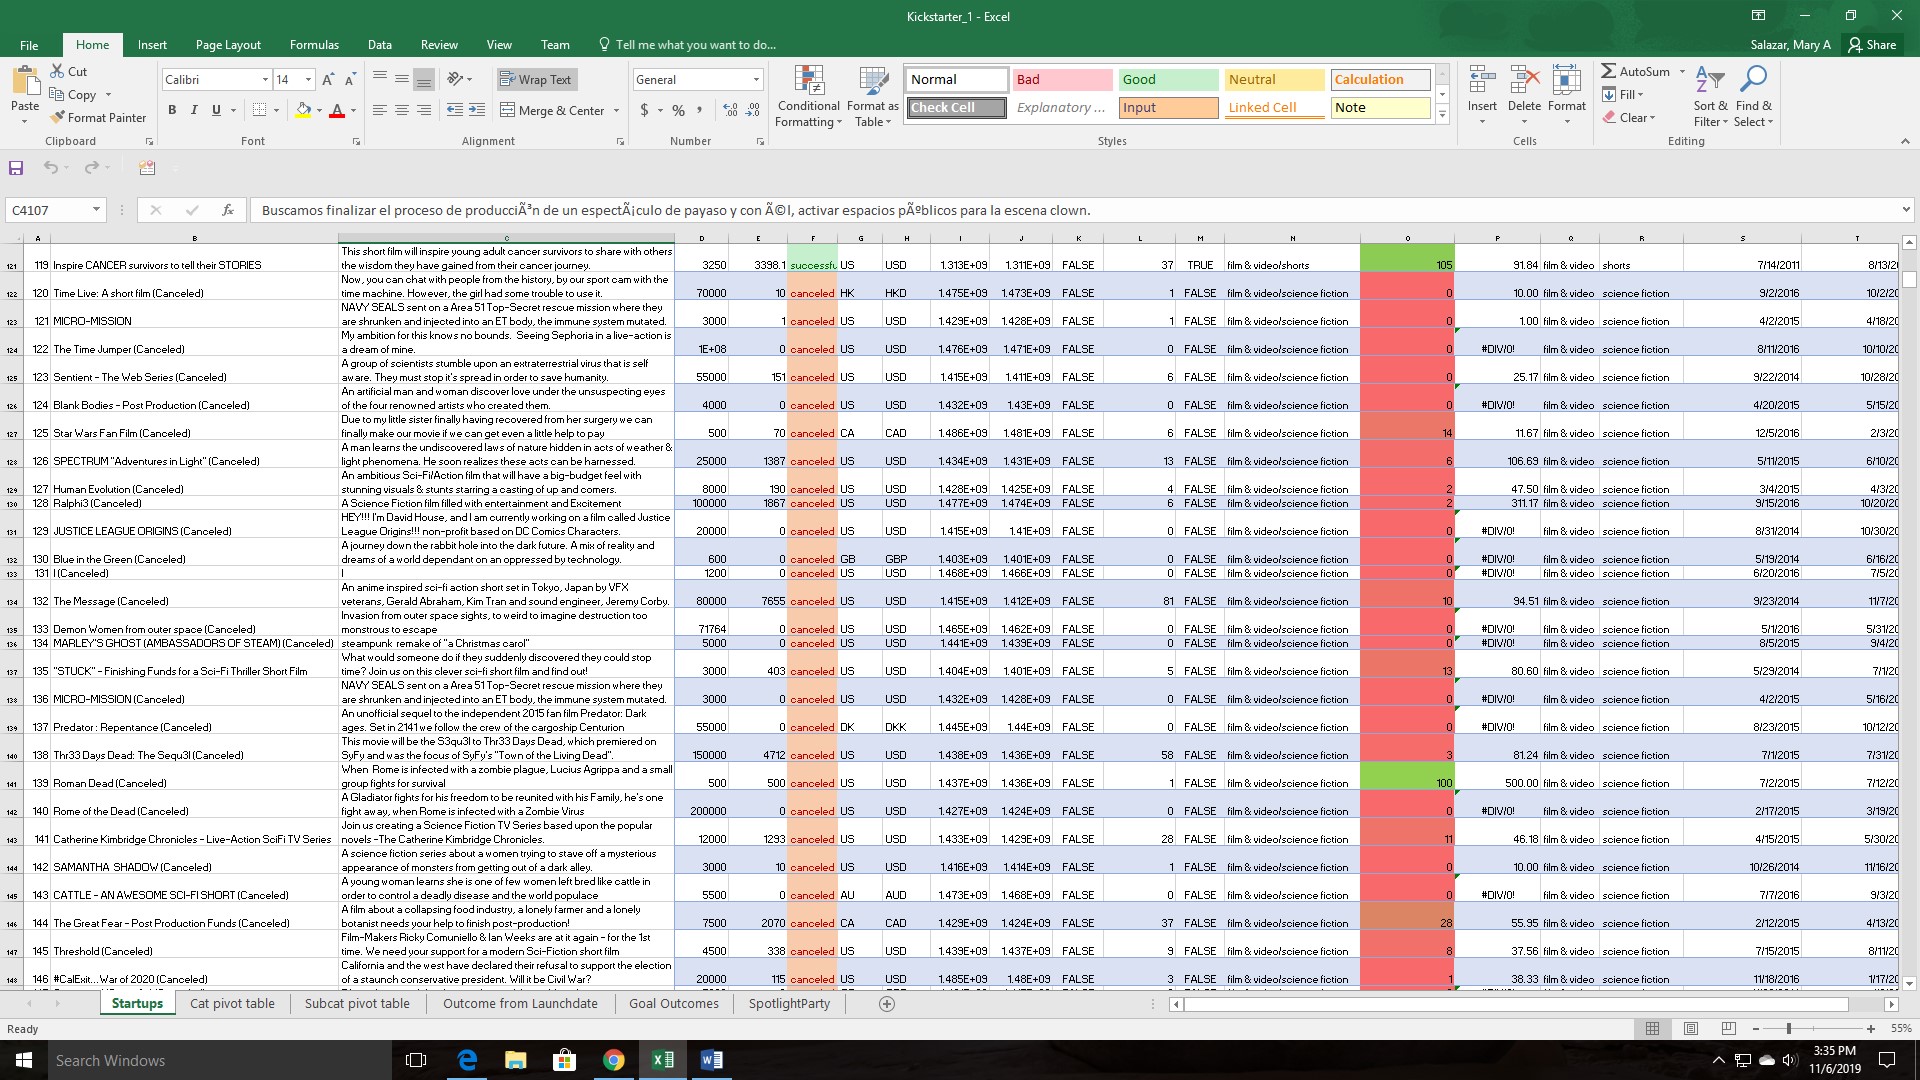 Kickstarter_1 - Excel
File Home Insert Page Layout Formulas Data Review View Team Tell me what you want to do... Salazar, Mary A Share
Paste Cut Copy Format Painter Clipboard
Calibri 14 B I U Font
Wrap Text Merge & Center Alignment
General $ % Number
Conditional Formatting Format as Table Normal Bad Good Neutral Calculation
Check Cell Explanatory ... Input Linked Cell Note Styles
Insert Delete Format Cells
AutoSum Fill Clear Sort & Filter Find & Select Editing
C4107 fx Buscamos finalizar el proceso de producciÃ³n de un espectÃ¡culo de payaso y con Ã©l, activar espacios pÃºblicos para la escena clown.
A B C D E F G H I J K L M N O P Q R S T
121 119 Inspire CANCER survivors to tell their STORIES This short film will inspire young adult cancer survivors to share with others the wisdom they have gained from their cancer journey. 3250 3398.1 successfu US USD 1.313E+09 1.311E+09 FALSE 37 TRUE film & video/shorts 105 91.84 film & video shorts 7/14/2011 8/13/20
122 120 Time Live: A short film (Canceled) Now, you can chat with people from the history, by our sport cam with the time machine. However, the girl had some trouble to use it. 70000 10 canceled HK HKD 1.475E+09 1.473E+09 FALSE 1 FALSE film & video/science fiction 0 10.00 film & video science fiction 9/2/2016 10/2/20
123 121 MICRO-MISSION NAVY SEALS sent on a Area 51 Top-Secret rescue mission where they are shrunken and injected into an ET body, the immune system mutated. 3000 1 canceled US USD 1.429E+09 1.428E+09 FALSE 1 FALSE film & video/science fiction 0 1.00 film & video science fiction 4/2/2015 4/18/20
124 122 The Time Jumper (Canceled) My ambition for this knows no bounds. Seeing Sephoria in a live-action is a dream of mine. 1E+08 0 canceled US USD 1.476E+09 1.471E+09 FALSE 0 FALSE film & video/science fiction 0 #DIV/0! film & video science fiction 8/11/2016 10/10/20
125 123 Sentient - The Web Series (Canceled) A group of scientists stumble upon an extraterrestrial virus that is self aware. They must stop it's spread in order to save humanity. 55000 151 canceled US USD 1.415E+09 1.411E+09 FALSE 6 FALSE film & video/science fiction 0 25.17 film & video science fiction 9/22/2014 10/28/20
126 124 Blank Bodies - Post Production (Canceled) An artificial man and woman discover love under the unsuspecting eyes of the four renowned artists who created them. 4000 0 canceled US USD 1.432E+09 1.43E+09 FALSE 0 FALSE film & video/science fiction 0 #DIV/0! film & video science fiction 4/20/2015 5/15/20
127 125 Star Wars Fan Film (Canceled) Due to my little sister finally having recovered from her surgery we can finally make our movie if we can get even a little help to pay 500 70 canceled CA CAD 1.486E+09 1.481E+09 FALSE 6 FALSE film & video/science fiction 14 11.67 film & video science fiction 12/5/2016 2/3/20
128 126 SPECTRUM "Adventures in Light" (Canceled) A man learns the undiscovered laws of nature hidden in acts of weather & light phenomena. He soon realizes these acts can be harnessed. 25000 1387 canceled US USD 1.434E+09 1.431E+09 FALSE 13 FALSE film & video/science fiction 6 106.69 film & video science fiction 5/11/2015 6/10/20
129 127 Human Evolution (Canceled) An ambitious Sci-Fi/Action film that will have a big-budget feel with stunning visuals & stunts starring a casting of up and comers. 8000 190 canceled US USD 1.428E+09 1.425E+09 FALSE 4 FALSE film & video/science fiction 2 47.50 film & video science fiction 3/4/2015 4/3/20
130 128 Ralphi3 (Canceled) A Science Fiction film filled with entertainment and Excitement 100000 1867 canceled US USD 1.477E+09 1.474E+09 FALSE 6 FALSE film & video/science fiction 2 311.17 film & video science fiction 9/15/2016 10/20/20
131 129 JUSTICE LEAGUE ORIGINS (Canceled) HEY!!! I'm David House, and I am currently working on a film called Justice League Origins!!! non-profit based on DC Comics Characters. 20000 0 canceled US USD 1.415E+09 1.41E+09 FALSE 0 FALSE film & video/science fiction 0 #DIV/0! film & video science fiction 8/31/2014 10/30/20
132 130 Blue in the Green (Canceled) A journey down the rabbit hole into the dark future. A mix of reality and dreams of a world dependant on an oppressed by technology. 600 0 canceled GB GBP 1.403E+09 1.401E+09 FALSE 0 FALSE film & video/science fiction 0 #DIV/0! film & video science fiction 5/19/2014 6/16/20
133 131 I (Canceled) I 1200 0 canceled US USD 1.468E+09 1.466E+09 FALSE 0 FALSE film & video/science fiction 0 #DIV/0! film & video science fiction 6/20/2016 7/5/20
134 132 The Message (Canceled) An anime inspired sci-fi action short set in Tokyo, Japan by VFX veterans, Gerald Abraham, Kim Tran and sound engineer, Jeremy Corby. 80000 7655 canceled US USD 1.415E+09 1.412E+09 FALSE 81 FALSE film & video/science fiction 10 94.51 film & video science fiction 9/23/2014 11/7/20
135 133 Demon Women from outer space (Canceled) Invasion from outer space sights, to weird to imagine destruction too monstrous to escape 71764 0 canceled US USD 1.465E+09 1.462E+09 FALSE 0 FALSE film & video/science fiction 0 #DIV/0! film & video science fiction 5/1/2016 5/31/20
136 134 MARLEY'S GHOST (AMBASSADORS OF STEAM) (Canceled) steampunk remake of "a Christmas carol" 5000 0 canceled US USD 1.441E+09 1.439E+09 FALSE 0 FALSE film & video/science fiction 0 #DIV/0! film & video science fiction 8/5/2015 9/4/20
137 135 "STUCK" - Finishing Funds for a Sci-Fi Thriller Short Film What would someone do if they suddenly discovered they could stop time? Join us on this clever sci-fi short film and find out! 3000 403 canceled US USD 1.404E+09 1.401E+09 FALSE 5 FALSE film & video/science fiction 13 80.60 film & video science fiction 5/29/2014 7/1/20
138 136 MICRO-MISSION (Canceled) NAVY SEALS sent on a Area 51 Top-Secret rescue mission where they are shrunken and injected into an ET body, the immune system mutated. 3000 0 canceled US USD 1.432E+09 1.428E+09 FALSE 0 FALSE film & video/science fiction 0 #DIV/0! film & video science fiction 4/2/2015 5/16/20
139 137 Predator: Repentance (Canceled) An unofficial sequel to the independent 2015 fan film Predator: Dark ages. Set in 2141 we follow the crew of the cargoship Centurion 55000 0 canceled DK DKK 1.445E+09 1.44E+09 FALSE 0 FALSE film & video/science fiction 0 #DIV/0! film & video science fiction 8/23/2015 10/12/20
140 138 Thr33 Days Dead: The Sequ3l (Canceled) This movie will be the S3qu3l to Thr33 Days Dead, which premiered on SyFy and was the focus of SyFy's "Town of the Living Dead". 150000 4712 canceled US USD 1.438E+09 1.436E+09 FALSE 58 FALSE film & video/science fiction 3 81.24 film & video science fiction 7/1/2015 7/31/20
141 139 Roman Dead (Canceled) When Rome is infected with a zombie plague, Lucius Agrippa and a small group fights for survival 500 500 canceled US USD 1.437E+09 1.436E+09 FALSE 1 FALSE film & video/science fiction 100 500.00 film & video science fiction 7/2/2015 7/12/20
142 140 Rome of the Dead (Canceled) A Gladiator fights for his freedom to be reunited with his Family, he's one fight away, when Rome is infected with a Zombie Virus 200000 0 canceled US USD 1.427E+09 1.424E+09 FALSE 0 FALSE film & video/science fiction 0 #DIV/0! film & video science fiction 2/17/2015 3/19/20
143 141 Catherine Kimbridge Chronicles - Live-Action SciFi TV Series Join us creating a Science Fiction TV Series based upon the popular novels -The Catherine Kimbridge Chronicles. 12000 1293 canceled US USD 1.433E+09 1.429E+09 FALSE 28 FALSE film & video/science fiction 11 46.18 film & video science fiction 4/15/2015 5/30/20
144 142 SAMANTHA SHADOW (Canceled) A science fiction series about a women trying to stave off a mysterious appearance of monsters from getting out of a dark alley. 3000 10 canceled US USD 1.416E+09 1.414E+09 FALSE 1 FALSE film & video/science fiction 0 10.00 film & video science fiction 10/26/2014 11/16/20
145 143 CATTLE - AN AWESOME SCI-FI SHORT (Canceled) A young woman learns she is one of few women left bred like cattle in order to control a deadly disease and the world populace 5500 0 canceled AU AUD 1.473E+09 1.468E+09 FALSE 0 FALSE film & video/science fiction 0 #DIV/0! film & video science fiction 7/7/2016 9/3/20
146 144 The Great Fear - Post Production Funds (Canceled) A film about a collapsing food industry, a lonely farmer and a lonely botanist needs your help to finish post-production! 7500 2070 canceled CA CAD 1.429E+09 1.424E+09 FALSE 37 FALSE film & video/science fiction 28 55.95 film & video science fiction 2/12/2015 4/13/20
147 145 Threshold (Canceled) Film-Makers Ricky Comuniello & Ian Weeks are at it again - for the 1st time. We need your support for a modern Sci-Fiction short film 4500 338 canceled US USD 1.439E+09 1.437E+09 FALSE 9 FALSE film & video/science fiction 8 37.56 film & video science fiction 7/15/2015 8/11/20
148 146 #CalExit... War of 2020 (Canceled) California and the west have declared their refusal to support the election of a staunch conservative president. Will it be Civil War? 20000 115 canceled US USD 1.485E+09 1.48E+09 FALSE 3 FALSE film & video/science fiction 1 38.33 film & video science fiction 11/18/2016 1/17/20
Startups Cat pivot table Subcat pivot table Outcome from Launchdate Goal Outcomes SpotlightParty
Ready 55%
Search Windows
3:35 PM
11/6/2019